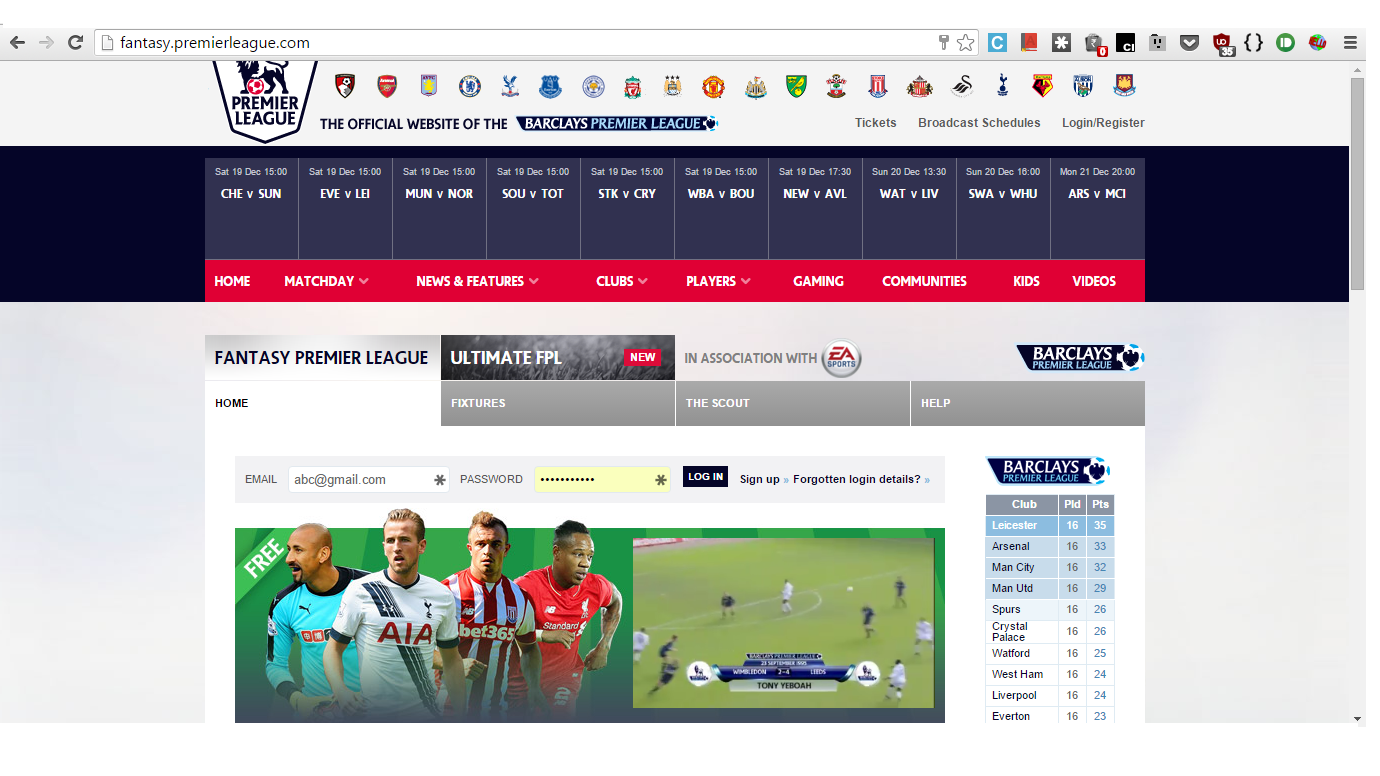 fantasy.premierleague.com
PREMIER
LEAGUE
THE OFFICIAL WEBSITE OF THE BARCLAYS PREMIER LEAGUE
Tickets Broadcast Schedules Login/Register
Sat 19 Dec 15:00 Sat 19 Dec 15:00 Sat 19 Dec 15:00 Sat 19 Dec 15:00 Sat 19 Dec 15:00 Sat 19 Dec 15:00 Sat 19 Dec 17:30 Sun 20 Dec 13:30 Sun 20 Dec 16:00 Mon 21 Dec 20:00
CHE v SUN EVE v LEI MUN v NOR SOU v TOT STK v CRY WBA v BOU NEW v AVL WAT v LIV SWA v WHU ARS v MCI
HOME MATCHDAY NEWS & FEATURES CLUBS PLAYERS GAMING COMMUNITIES KIDS VIDEOS
FANTASY PREMIER LEAGUE ULTIMATE FPL NEW IN ASSOCIATION WITH EA SPORTS BARCLAYS PREMIER LEAGUE
HOME FIXTURES THE SCOUT HELP
EMAIL abc@gmail.com PASSWORD ••••••••••• LOG IN Sign up » Forgotten login details? »
FREE
AIA
bet365
Standard
BARCLAYS PREMIER LEAGUE
23 SEPTEMBER 1995
WIMBLEDON 2-4 LEEDS
TONY YEBOAH
BARCLAYS
PREMIER LEAGUE
Club Pld Pts
Leicester 16 35
Arsenal 16 33
Man City 16 32
Man Utd 16 29
Spurs 16 26
Crystal Palace 16 26
Watford 16 25
West Ham 16 24
Liverpool 16 24
Everton 16 23